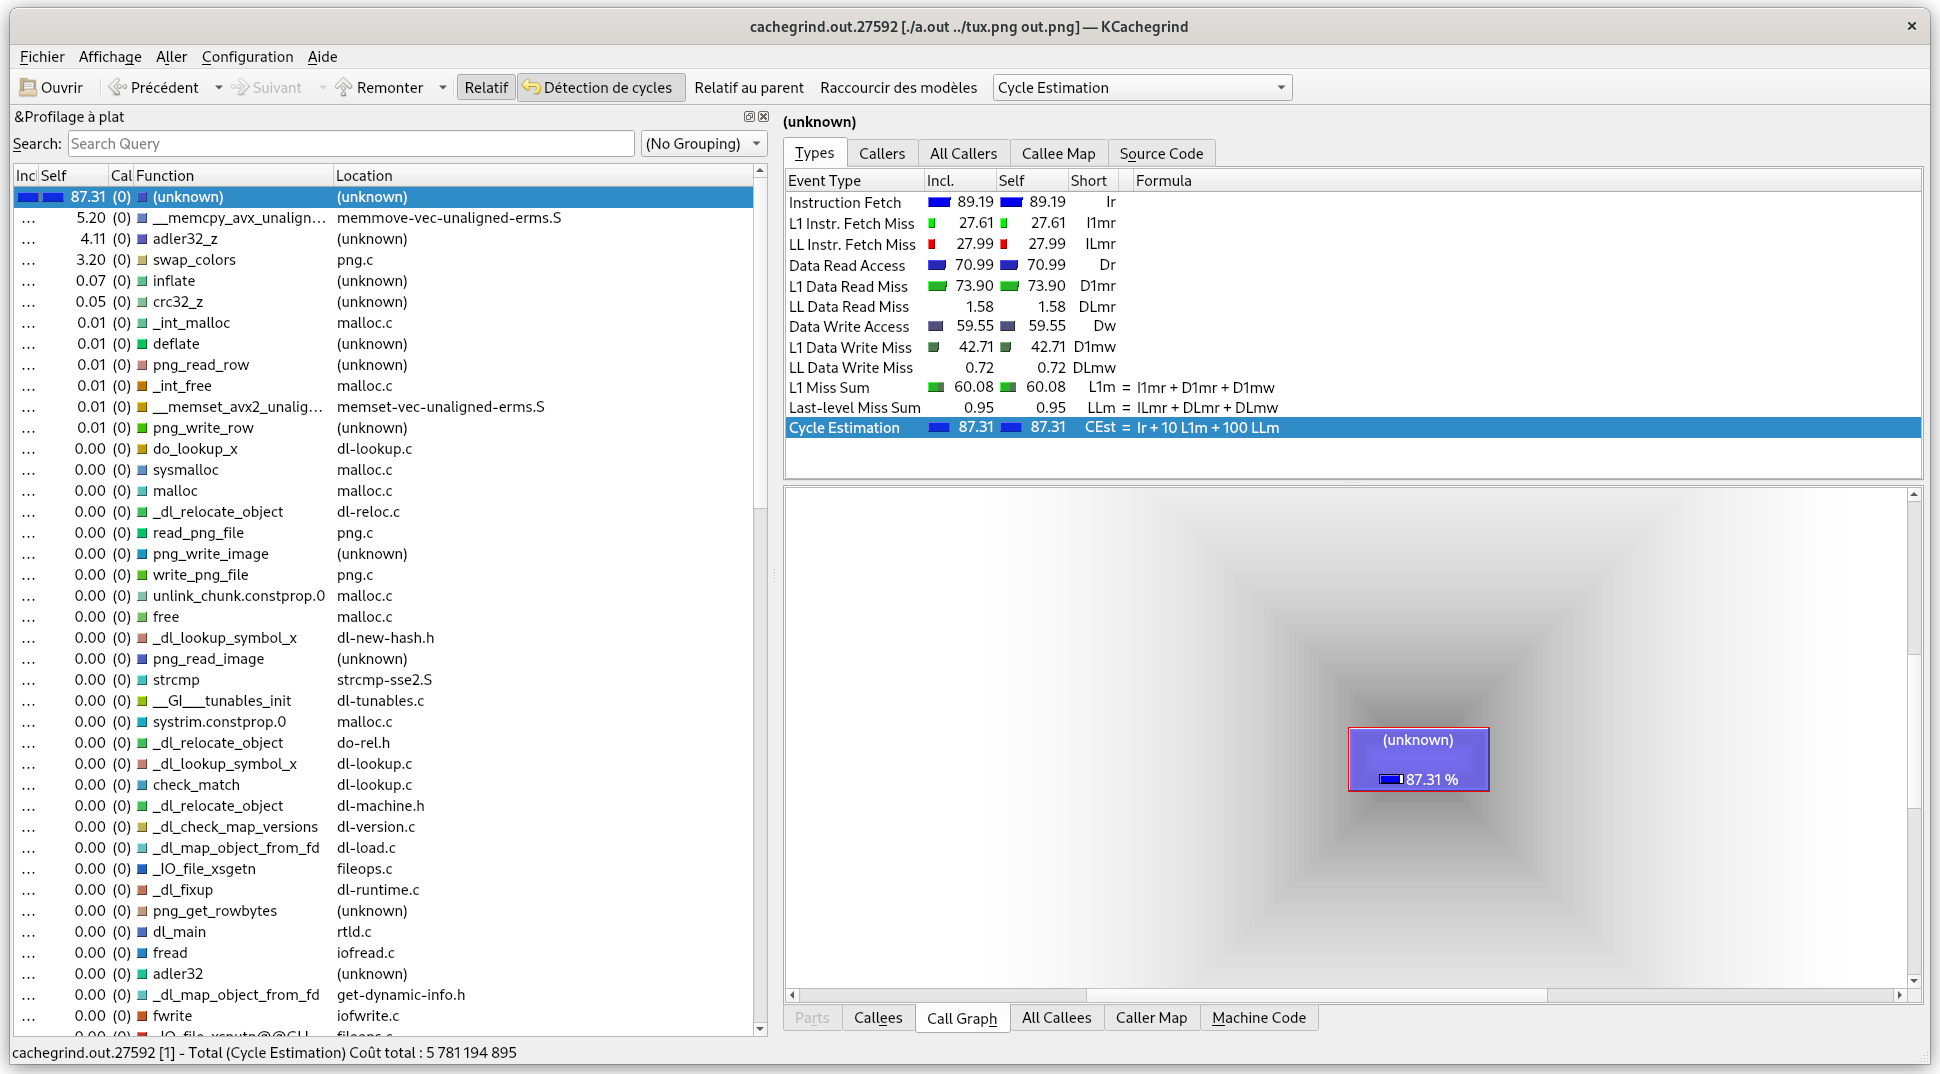 cachegrind.out.27592 [./a.out ../tux.png out.png] — KCachegrind
Fichier Affichage Aller Configuration Aide
Ouvrir Précédent Suivant Remonter Relatif Détection de cycles Relatif au parent Raccourcir des modèles Cycle Estimation
&Profilage à plat
Search: Search Query (No Grouping)
Inc Self Cal Function Location
87.31 (0) (unknown) (unknown)
... 5.20 (0) __memcpy_avx_unalign... memmove-vec-unaligned-erms.S
... 4.11 (0) adler32_z (unknown)
... 3.20 (0) swap_colors png.c
... 0.07 (0) inflate (unknown)
... 0.05 (0) crc32_z (unknown)
... 0.01 (0) _int_malloc malloc.c
... 0.01 (0) deflate (unknown)
... 0.01 (0) png_read_row (unknown)
... 0.01 (0) _int_free malloc.c
... 0.01 (0) __memset_avx2_unalig... memset-vec-unaligned-erms.S
... 0.01 (0) png_write_row (unknown)
... 0.00 (0) do_lookup_x dl-lookup.c
... 0.00 (0) sysmalloc malloc.c
... 0.00 (0) malloc malloc.c
... 0.00 (0) _dl_relocate_object dl-reloc.c
... 0.00 (0) read_png_file png.c
... 0.00 (0) png_write_image (unknown)
... 0.00 (0) write_png_file png.c
... 0.00 (0) unlink_chunk.constprop.0 malloc.c
... 0.00 (0) free malloc.c
... 0.00 (0) _dl_lookup_symbol_x dl-new-hash.h
... 0.00 (0) png_read_image (unknown)
... 0.00 (0) strcmp strcmp-sse2.S
... 0.00 (0) __GI___tunables_init dl-tunables.c
... 0.00 (0) systrim.constprop.0 malloc.c
... 0.00 (0) _dl_relocate_object do-rel.h
... 0.00 (0) _dl_lookup_symbol_x dl-lookup.c
... 0.00 (0) check_match dl-lookup.c
... 0.00 (0) _dl_relocate_object dl-machine.h
... 0.00 (0) _dl_check_map_versions dl-version.c
... 0.00 (0) _dl_map_object_from_fd dl-load.c
... 0.00 (0) _IO_file_xsgetn fileops.c
... 0.00 (0) _dl_fixup dl-runtime.c
... 0.00 (0) png_get_rowbytes (unknown)
... 0.00 (0) dl_main rtld.c
... 0.00 (0) fread iofread.c
... 0.00 (0) adler32 (unknown)
... 0.00 (0) _dl_map_object_from_fd get-dynamic-info.h
... 0.00 (0) fwrite iofwrite.c
(unknown)
Types Callers All Callers Callee Map Source Code
Event Type Incl. Self Short Formula
Instruction Fetch 89.19 89.19 Ir
L1 Instr. Fetch Miss 27.61 27.61 I1mr
LL Instr. Fetch Miss 27.99 27.99 ILmr
Data Read Access 70.99 70.99 Dr
L1 Data Read Miss 73.90 73.90 D1mr
LL Data Read Miss 1.58 1.58 DLmr
Data Write Access 59.55 59.55 Dw
L1 Data Write Miss 42.71 42.71 D1mw
LL Data Write Miss 0.72 0.72 DLmw
L1 Miss Sum 60.08 60.08 L1m = I1mr + D1mr + D1mw
Last-level Miss Sum 0.95 0.95 LLm = ILmr + DLmr + DLmw
Cycle Estimation 87.31 87.31 CEst = Ir + 10 L1m + 100 LLm
(unknown)
87.31 %
Parts Callees Call Graph All Callees Caller Map Machine Code
cachegrind.out.27592 [1] - Total (Cycle Estimation) Coût total : 5 781 194 895